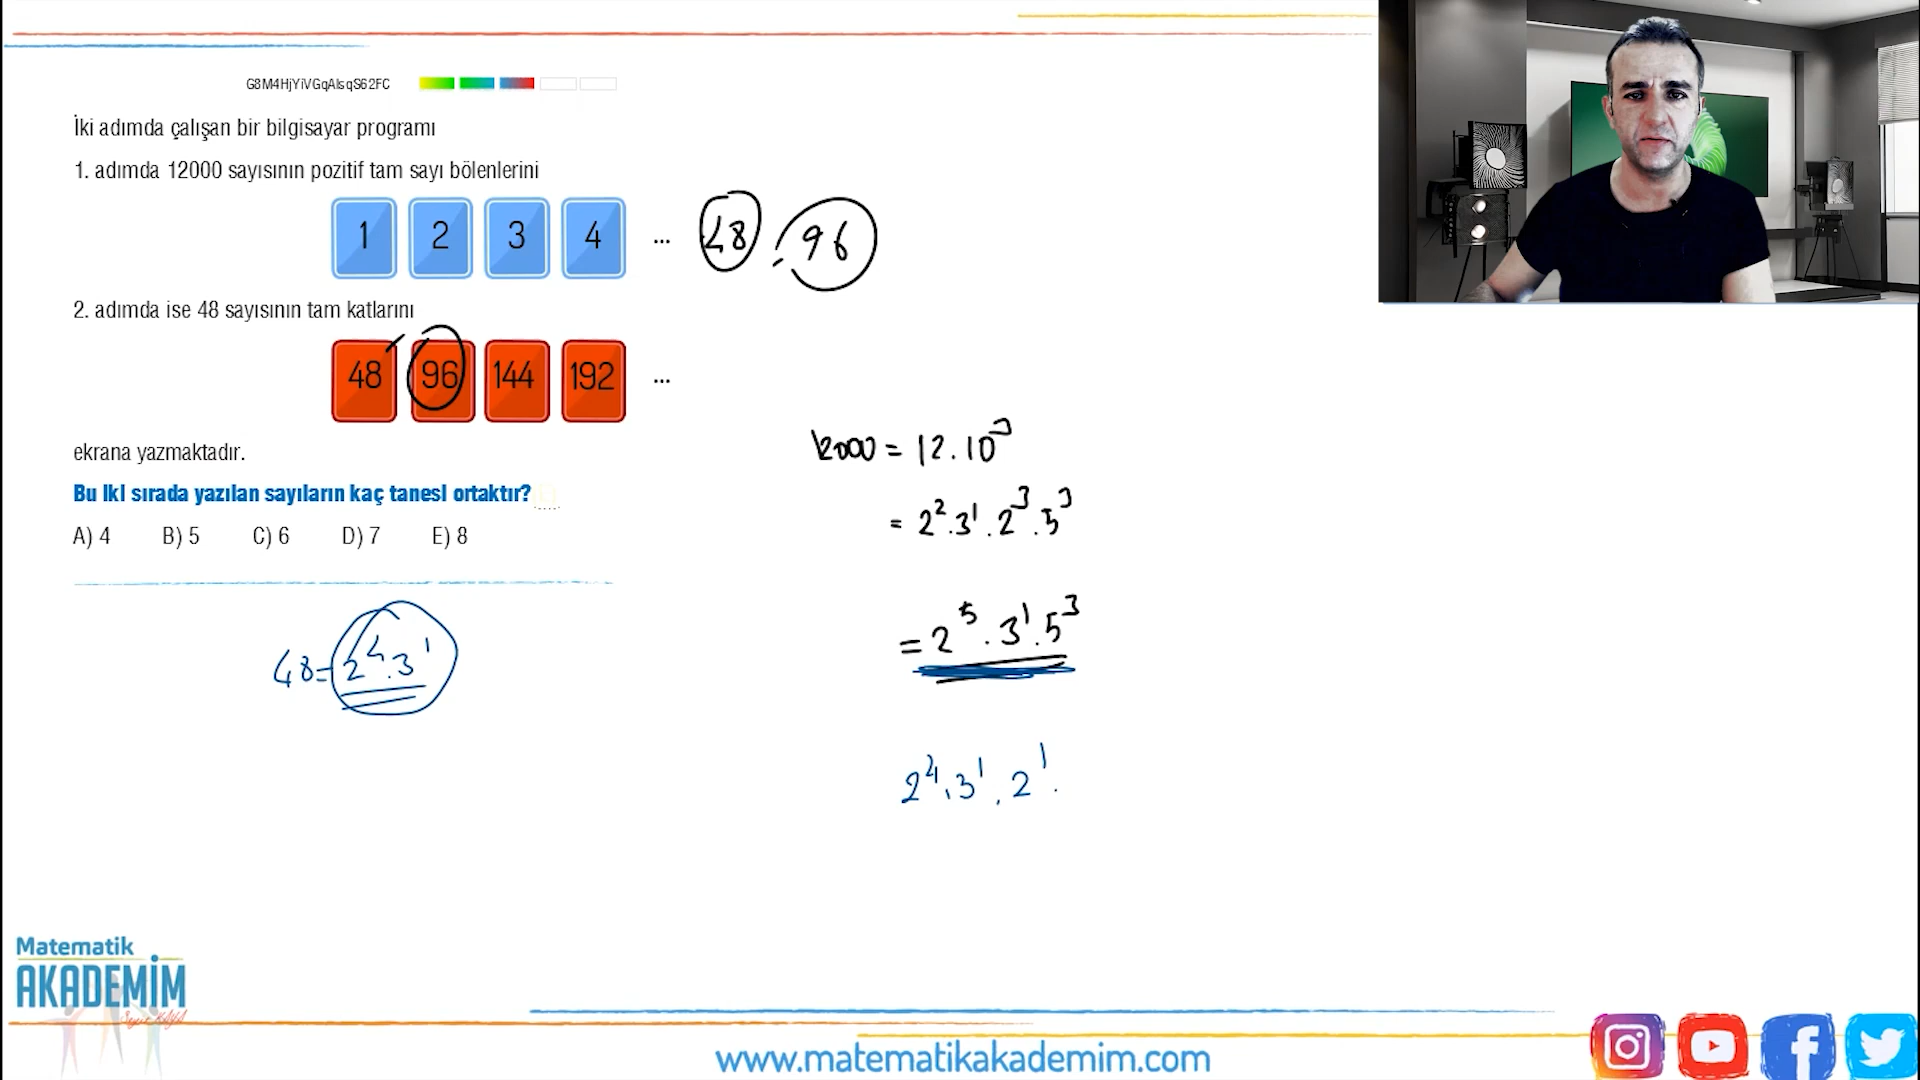 G8M4HjYiVGqAlsqS62FC
İki adımda çalışan bir bilgisayar programı
1. adımda 12000 sayısının pozitif tam sayı bölenlerini
1 2 3 4 ... 48, 96
2. adımda ise 48 sayısının tam katlarını
48 96 144 192 ...
ekrana yazmaktadır.
Bu iki sırada yazılan sayıların kaç tanesi ortaktır?
A) 4 B) 5 C) 6 D) 7 E) 8
12000 = 12.10³
= 2².3¹.2³.5³
= 2⁵.3¹.5³
48 = 2⁴.3¹
2⁴.3¹.2¹.
Matematik
AKADEMİM
www.matematikakademim.com